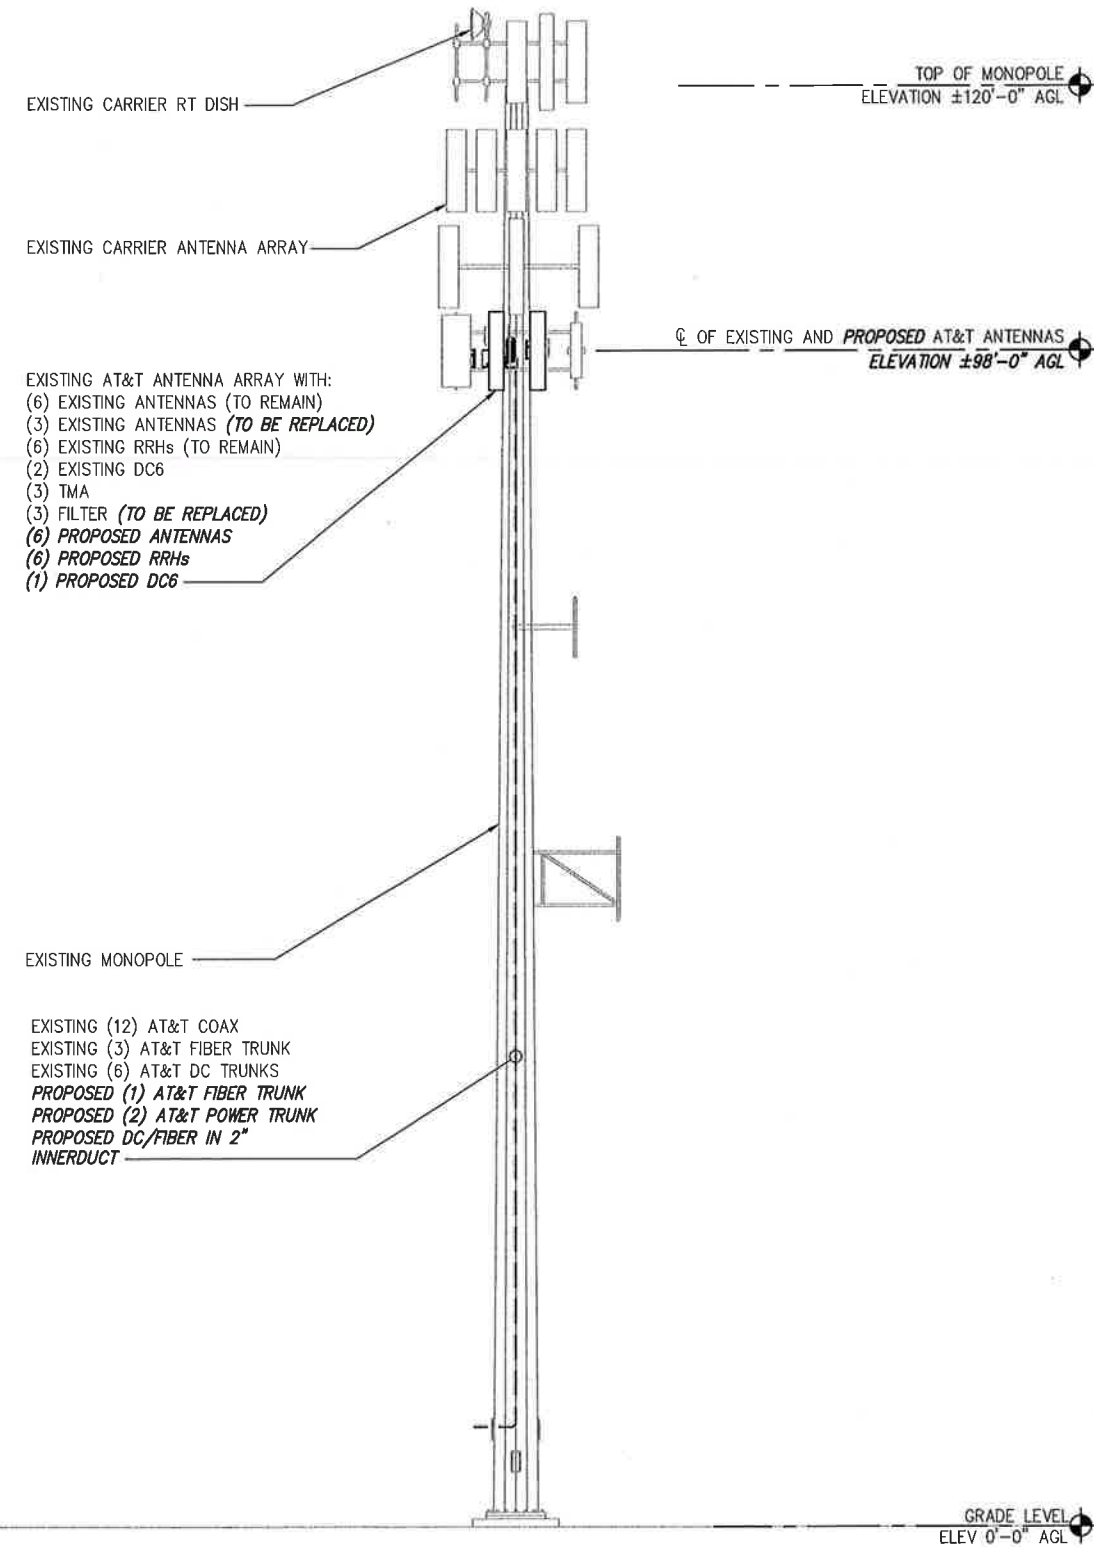 TOP OF MONOPOLE
ELEVATION ±120'-0" AGL
EXISTING CARRIER RT DISH
EXISTING CARRIER ANTENNA ARRAY
℄ OF EXISTING AND PROPOSED AT&T ANTENNAS
ELEVATION ±98'-0" AGL
EXISTING AT&T ANTENNA ARRAY WITH:
(6) EXISTING ANTENNAS (TO REMAIN)
(3) EXISTING ANTENNAS (TO BE REPLACED)
(6) EXISTING RRHs (TO REMAIN)
(2) EXISTING DC6
(3) TMA
(3) FILTER (TO BE REPLACED)
(6) PROPOSED ANTENNAS
(6) PROPOSED RRHs
(1) PROPOSED DC6
EXISTING MONOPOLE
EXISTING (12) AT&T COAX
EXISTING (3) AT&T FIBER TRUNK
EXISTING (6) AT&T DC TRUNKS
PROPOSED (1) AT&T FIBER TRUNK
PROPOSED (2) AT&T POWER TRUNK
PROPOSED DC/FIBER IN 2"
INNERDUCT
GRADE LEVEL
ELEV 0'-0" AGL